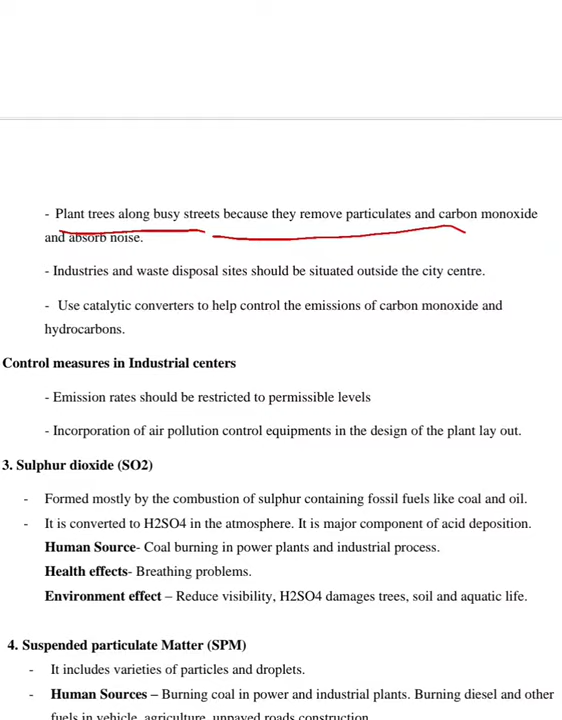 - Plant trees along busy streets because they remove particulates and carbon monoxide
and absorb noise.
- Industries and waste disposal sites should be situated outside the city centre.
- Use catalytic converters to help control the emissions of carbon monoxide and
hydrocarbons.
Control measures in Industrial centers
- Emission rates should be restricted to permissible levels
- Incorporation of air pollution control equipments in the design of the plant lay out.
3. Sulphur dioxide (SO2)
- Formed mostly by the combustion of sulphur containing fossil fuels like coal and oil.
- It is converted to H2SO4 in the atmosphere. It is major component of acid deposition.
Human Source- Coal burning in power plants and industrial process.
Health effects- Breathing problems.
Environment effect – Reduce visibility, H2SO4 damages trees, soil and aquatic life.
4. Suspended particulate Matter (SPM)
- It includes varieties of particles and droplets.
- Human Sources – Burning coal in power and industrial plants. Burning diesel and other
fuels in vehicle, agriculture, unpaved roads construction